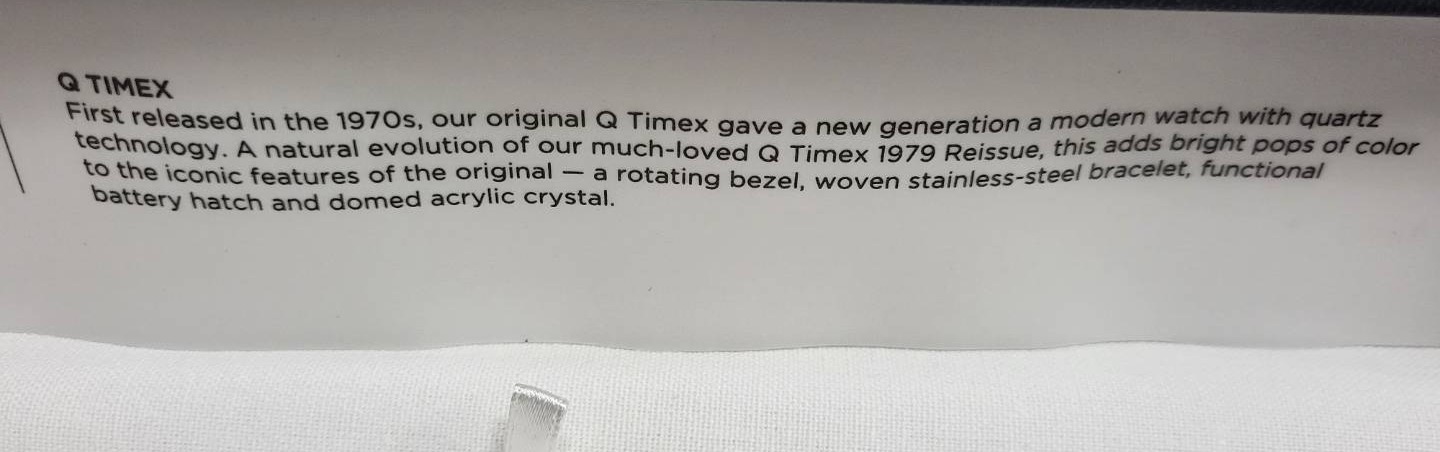 Q TIMEX
First released in the 1970s, our original Q Timex gave a new generation a modern watch with quartz
technology. A natural evolution of our much-loved Q Timex 1979 Reissue, this adds bright pops of color
to the iconic features of the original — a rotating bezel, woven stainless-steel bracelet, functional
battery hatch and domed acrylic crystal.